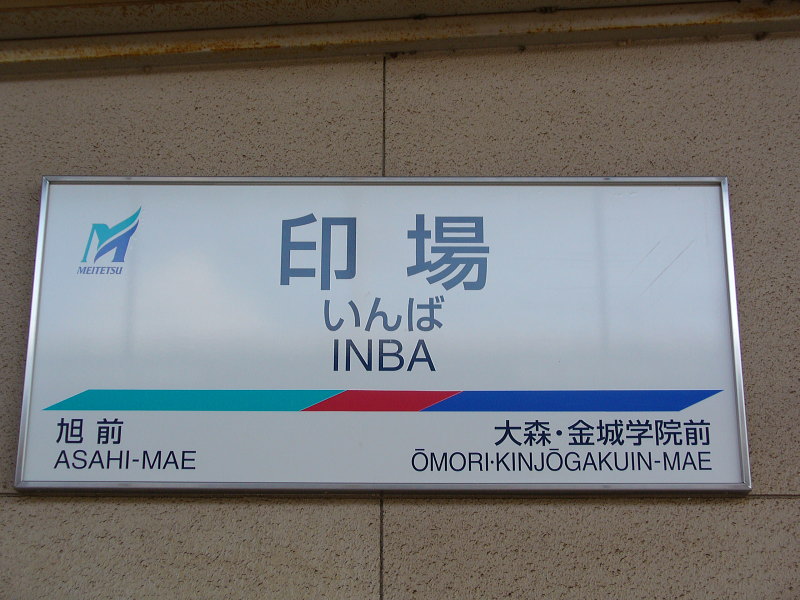 MEITETSU
印場
いんば
INBA
旭前
ASAHI-MAE
大森・金城学院前
ŌMORI·KINJŌGAKUIN-MAE